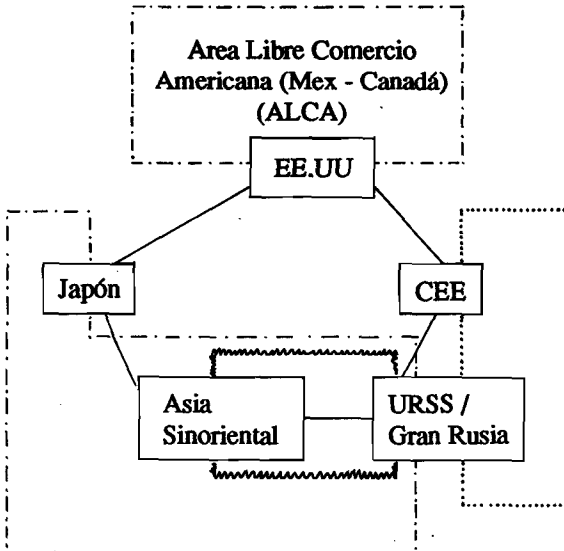 Area Libre Comercio
Americana (Mex - Canadá)
(ALCA)
EE.UU
Japón
CEE
Asia
Sinoriental
URSS /
Gran Rusia